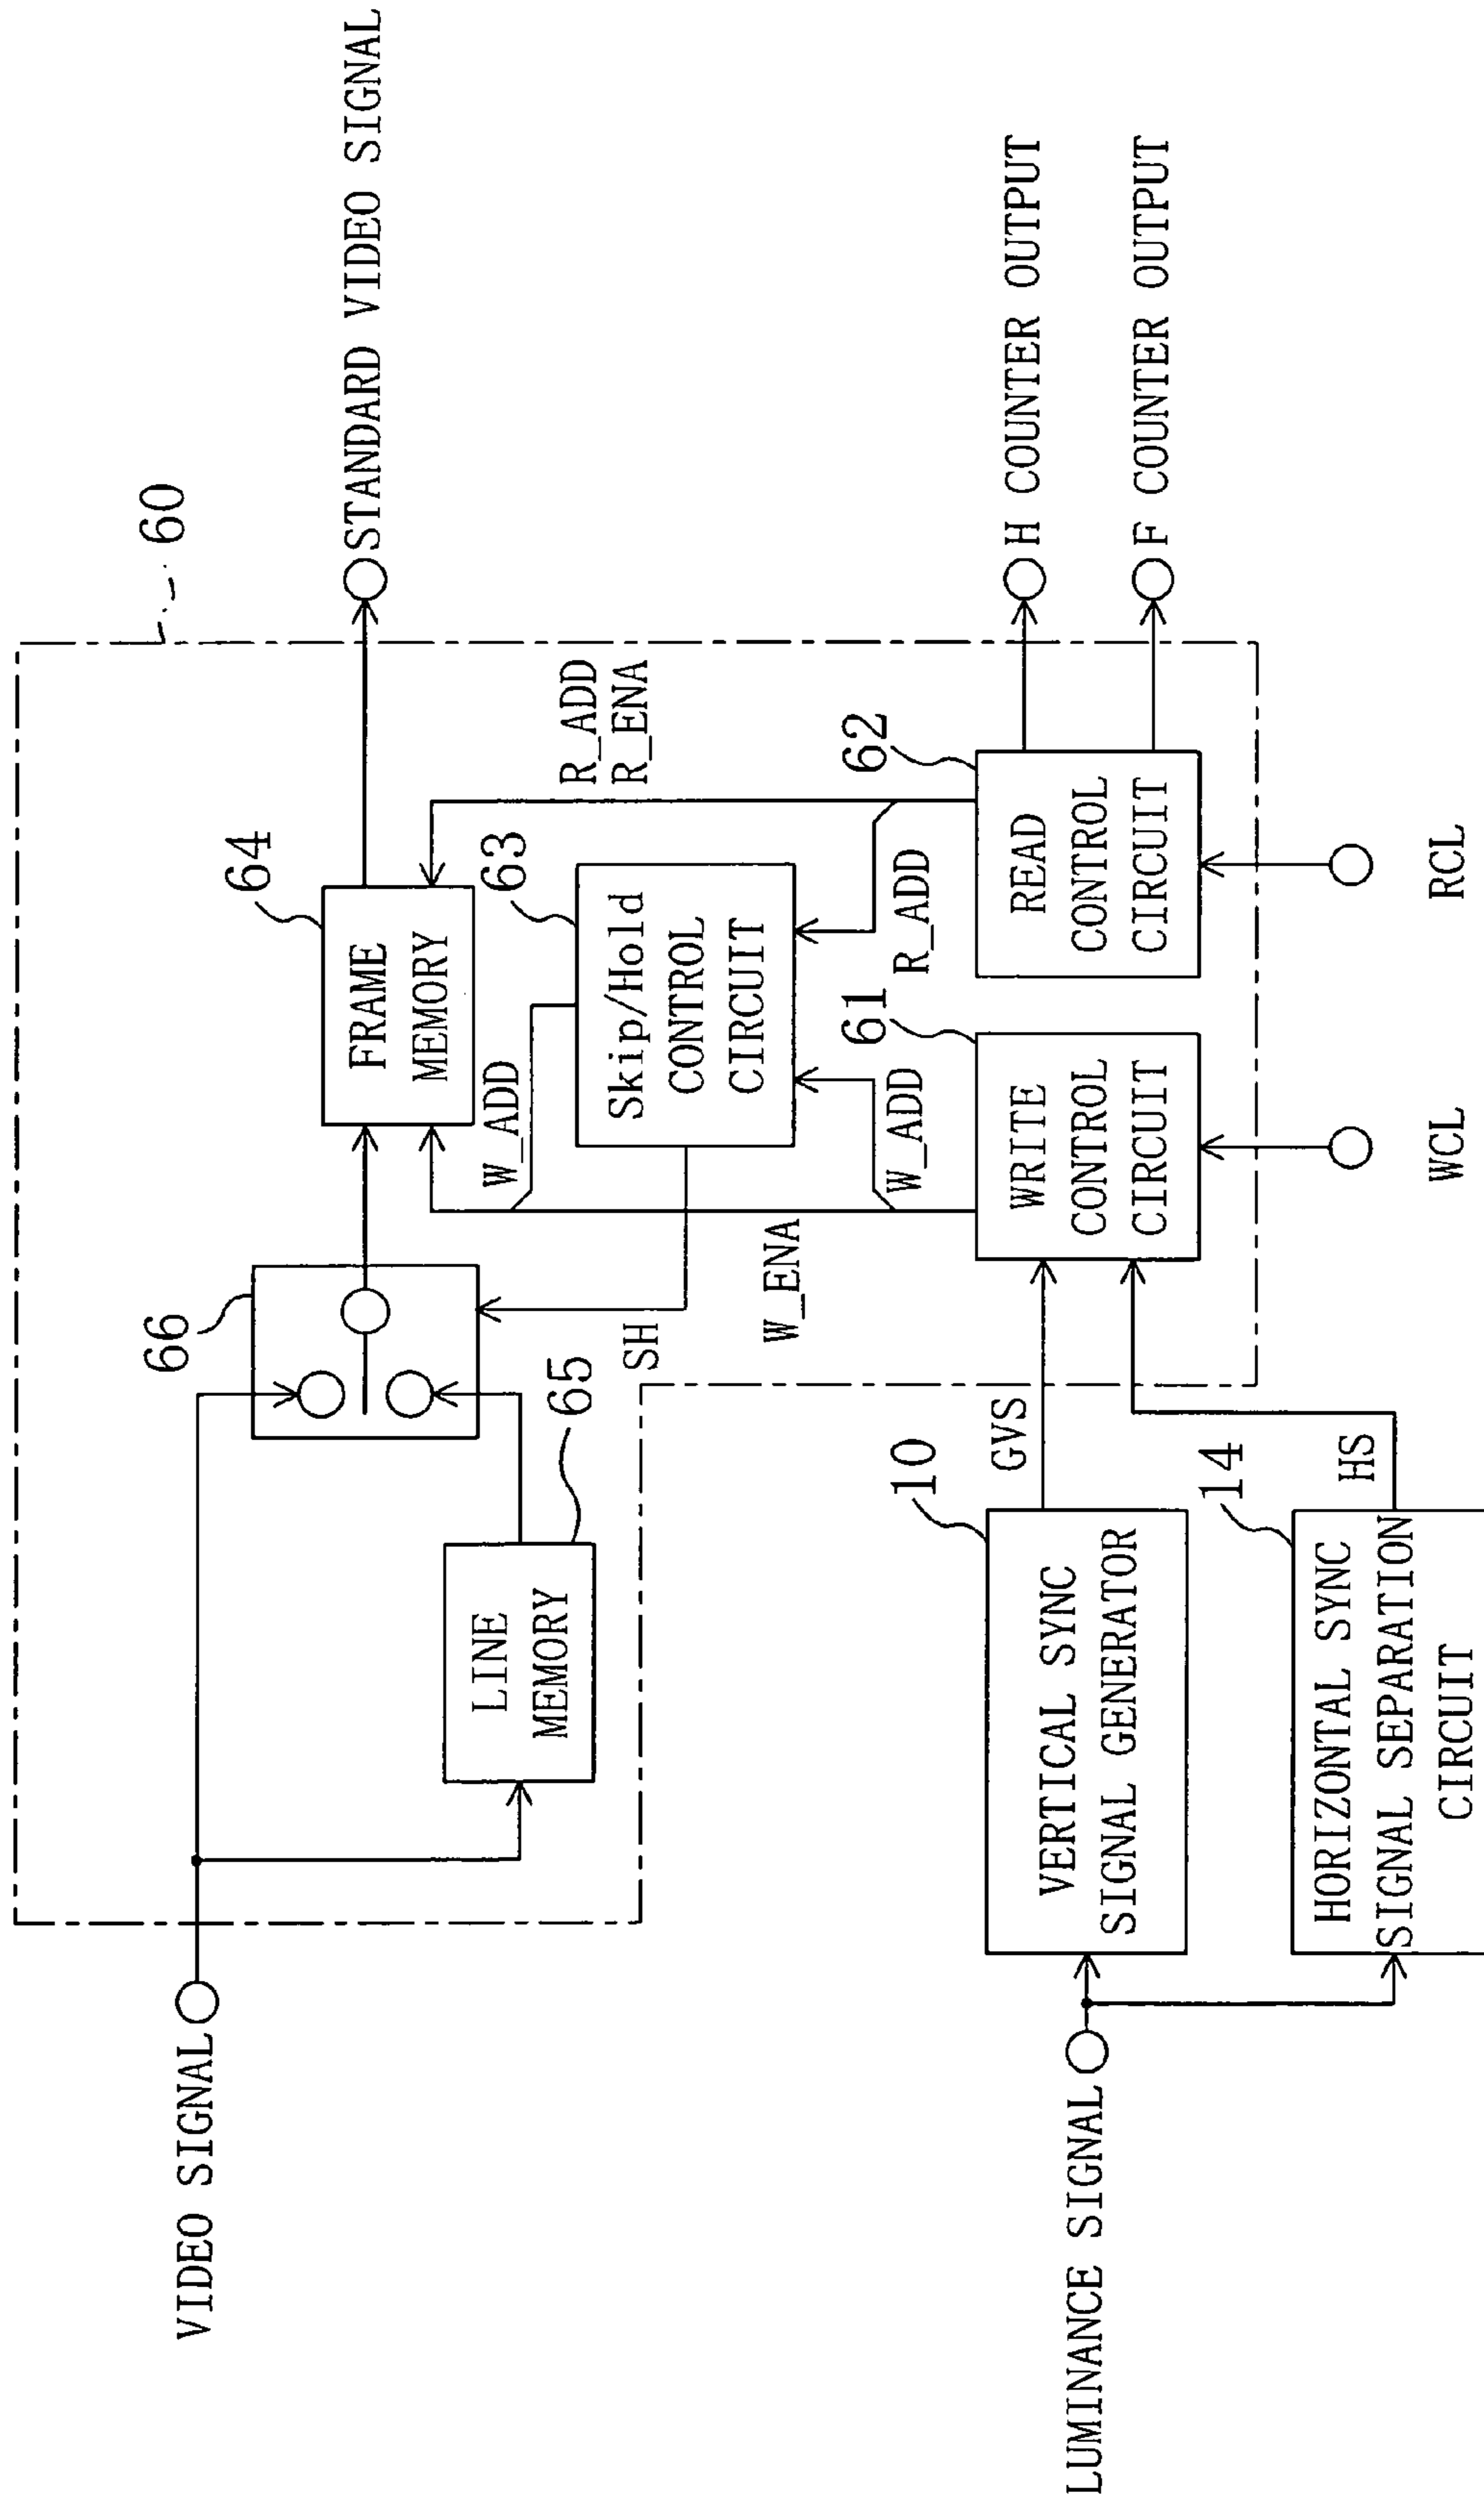 60
VIDEO SIGNAL
66
64
STANDARD VIDEO SIGNAL
LINE
MEMORY
65
FRAME
MEMORY
W_ADD
63
R_ADD
R_ENA
SH
Skip/Hold
CONTROL
CIRCUIT
W_ENA
W_ADD
61
R_ADD
62
LUMINANCE SIGNAL
VERTICAL SYNC
SIGNAL GENERATOR
10
GVS
WRITE
CONTROL
CIRCUIT
READ
CONTROL
CIRCUIT
H COUNTER OUTPUT
F COUNTER OUTPUT
HORIZONTAL SYNC
SIGNAL SEPARATION
CIRCUIT
14
HS
WCL
RCL